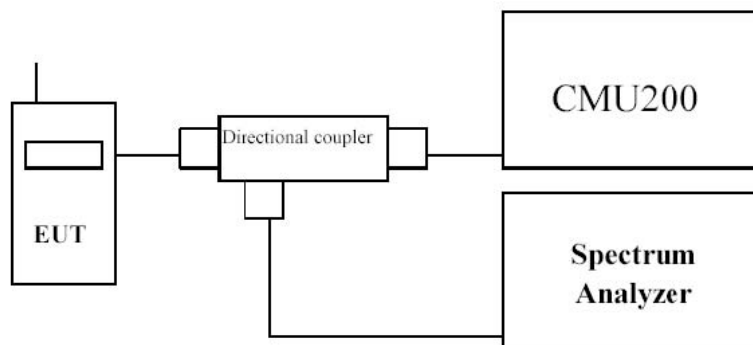 CMU200
Directional coupler
EUT
Spectrum
Analyzer